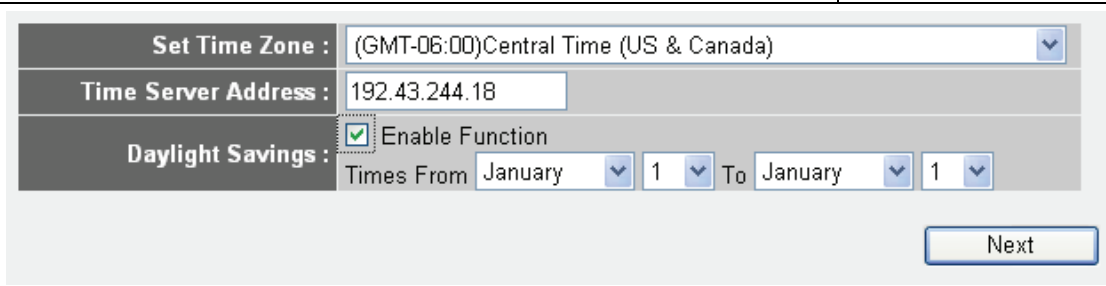 Set Time Zone : (GMT-06:00)Central Time (US & Canada)
Time Server Address : 192.43.244.18
Daylight Savings : Enable Function
Times From January 1 To January 1
Next